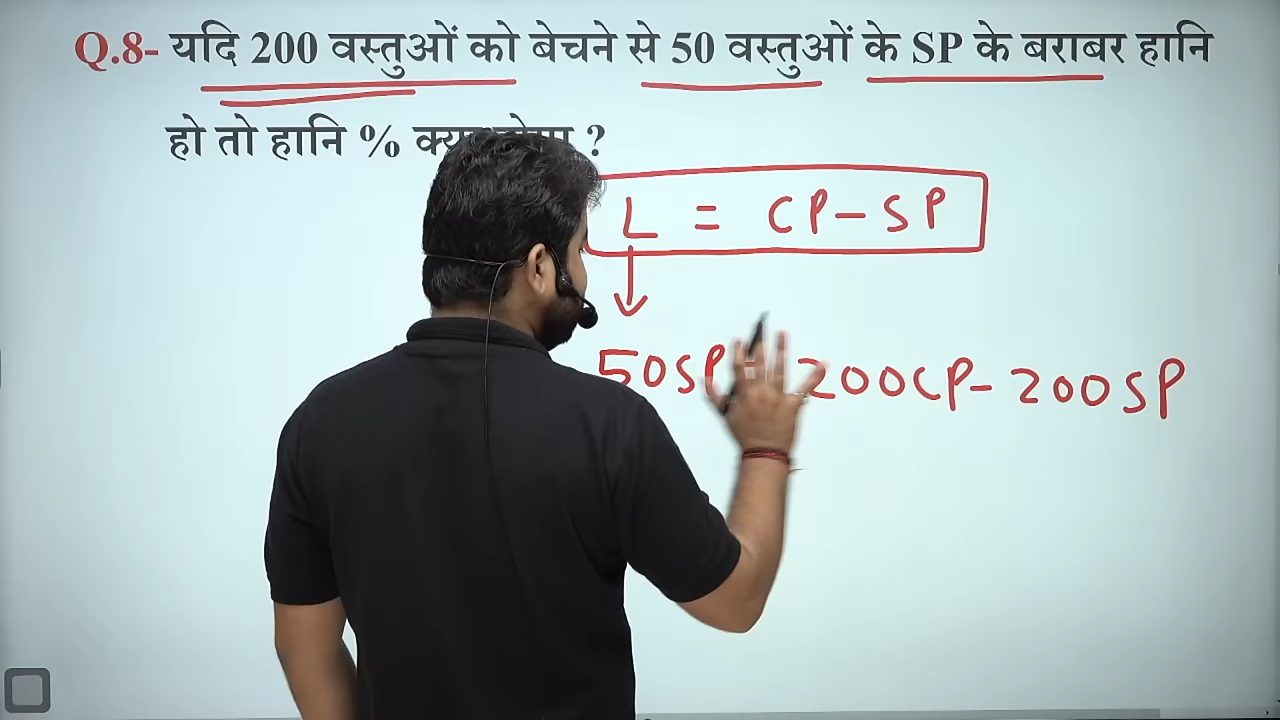 Q.8- यदि 200 वस्तुओं को बेचने से 50 वस्तुओं के SP के बराबर हानि
हो तो हानि % ?
L = CP-SP
50SP 200CP-200SP